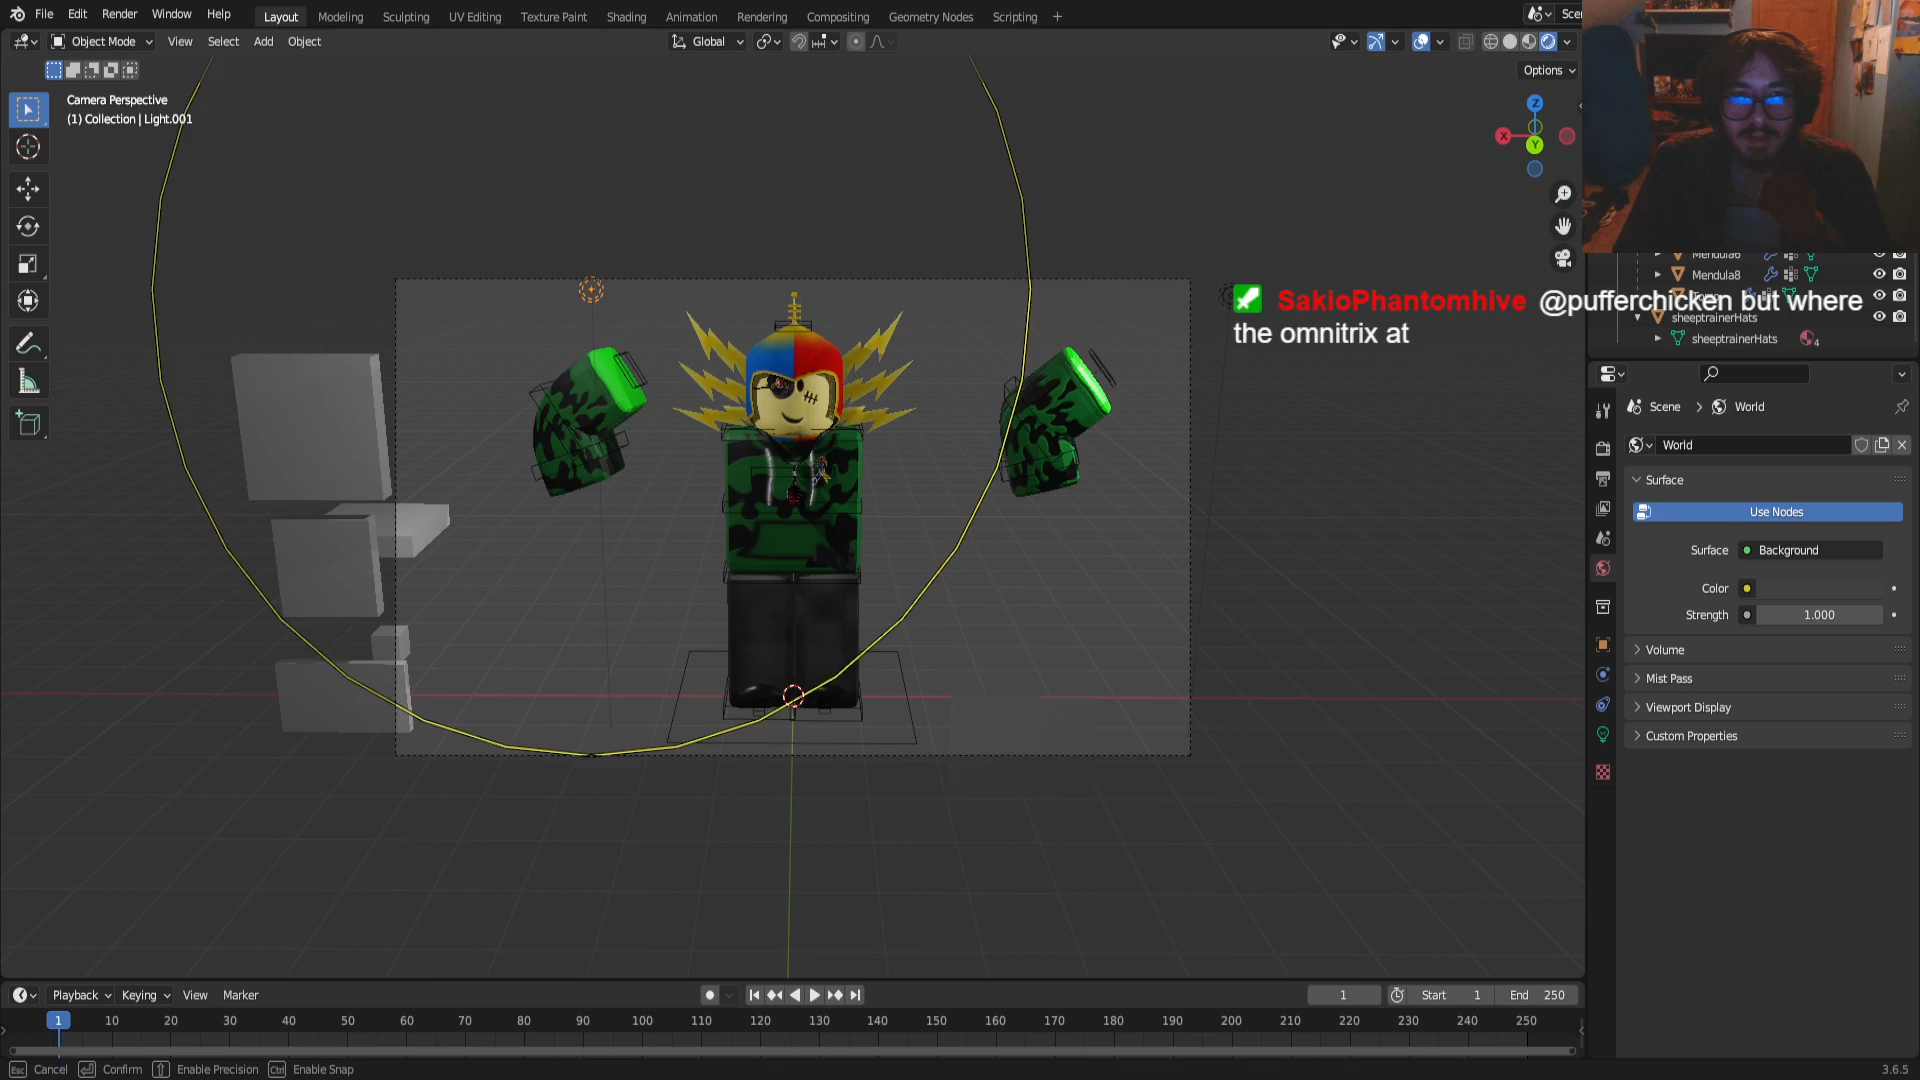 File Edit Render Window Help Layout Modeling Sculpting UV Editing Texture Paint Shading Animation Rendering Compositing Geometry Nodes Scripting +
Object Mode View Select Add Object Global
Options
Camera Perspective
(1) Collection | Light.001
Z
X
Y
Mendula8
SakioPhantomhive @pufferchicken but where
the omnitrix at
sheeptrainerHats
sheeptrainerHats 4
Scene > World
World
Surface
Use Nodes
Surface Background
Color
Strength 1.000
Volume
Mist Pass
Viewport Display
Custom Properties
Playback Keying View Marker 1 Start 1 End 250
1 10 20 30 40 50 60 70 80 90 100 110 120 130 140 150 160 170 180 190 200 210 220 230 240 250
Esc Cancel Confirm Enable Precision Ctrl Enable Snap 3.6.5